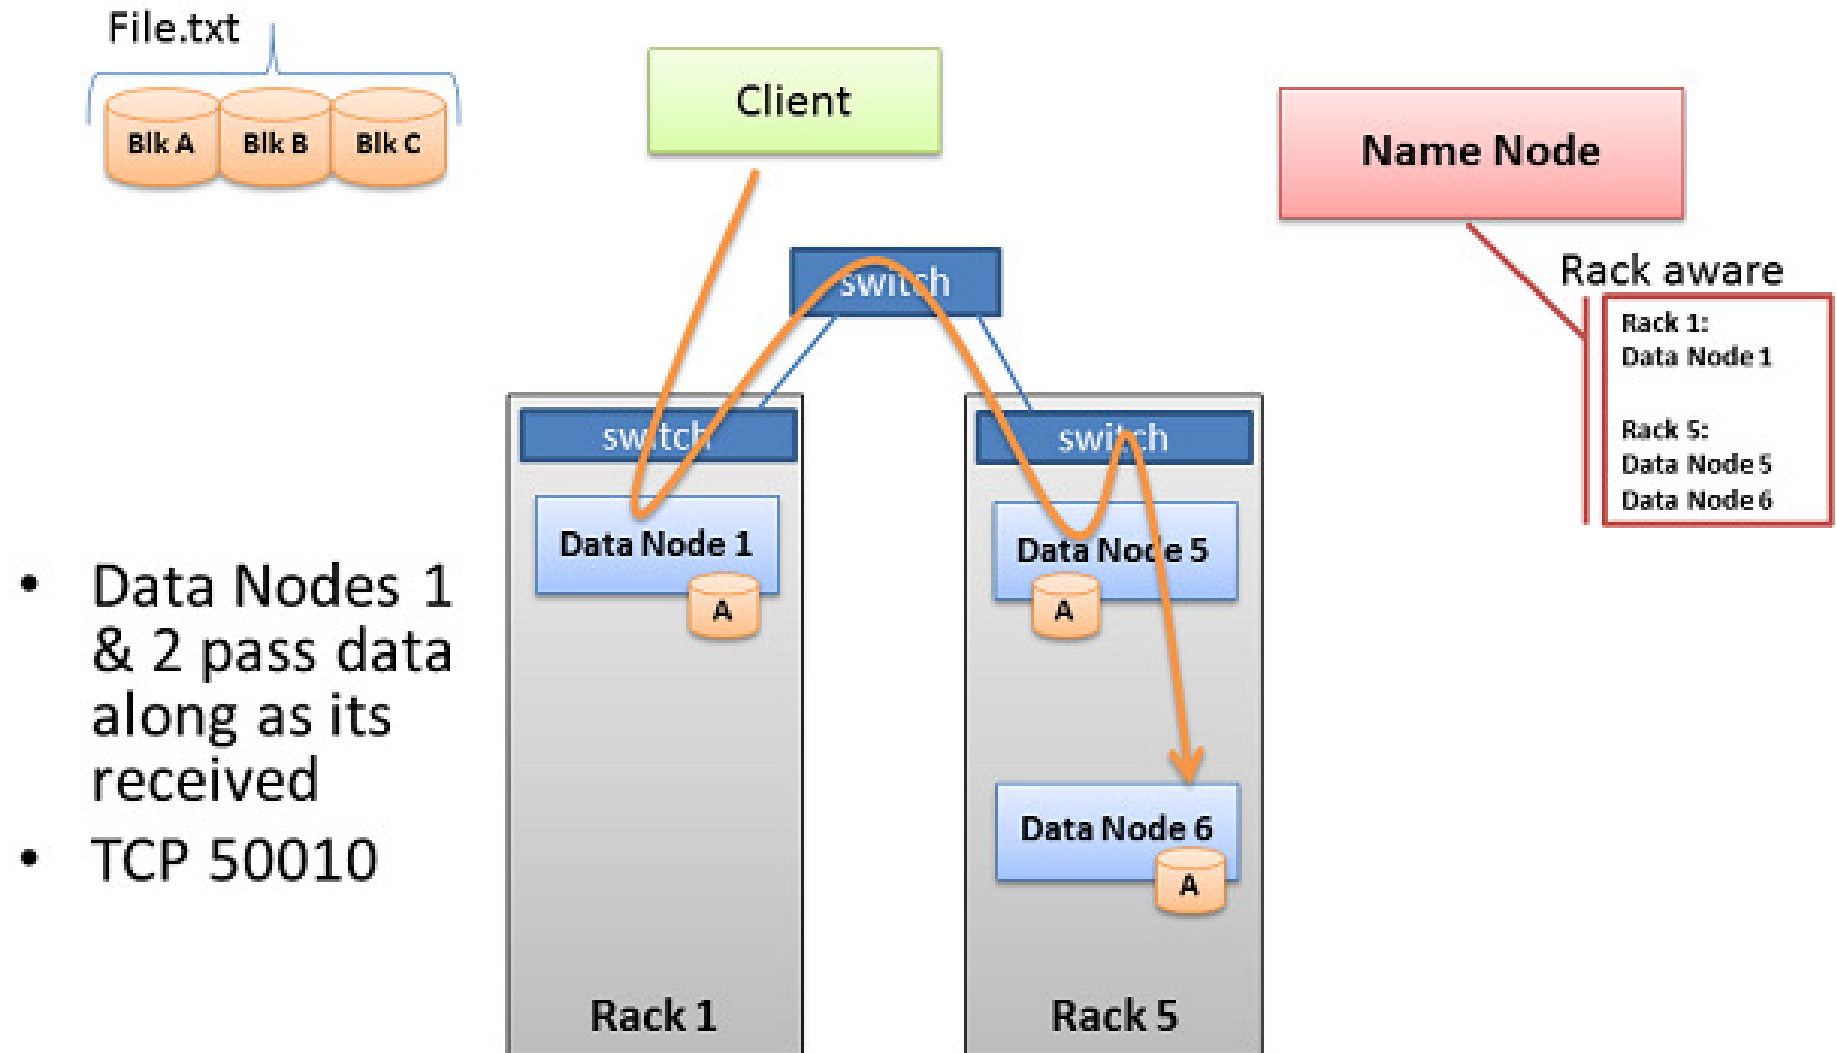 File.txt
Blk A
Blk B
Blk C
Client
Name Node
switch
Rack aware
Rack 1:
Data Node 1
Rack 5:
Data Node 5
Data Node 6
switch
switch
Data Node 1
A
Data Node 5
A
Data Node 6
A
Rack 1
Rack 5
• Data Nodes 1
& 2 pass data
along as its
received
• TCP 50010